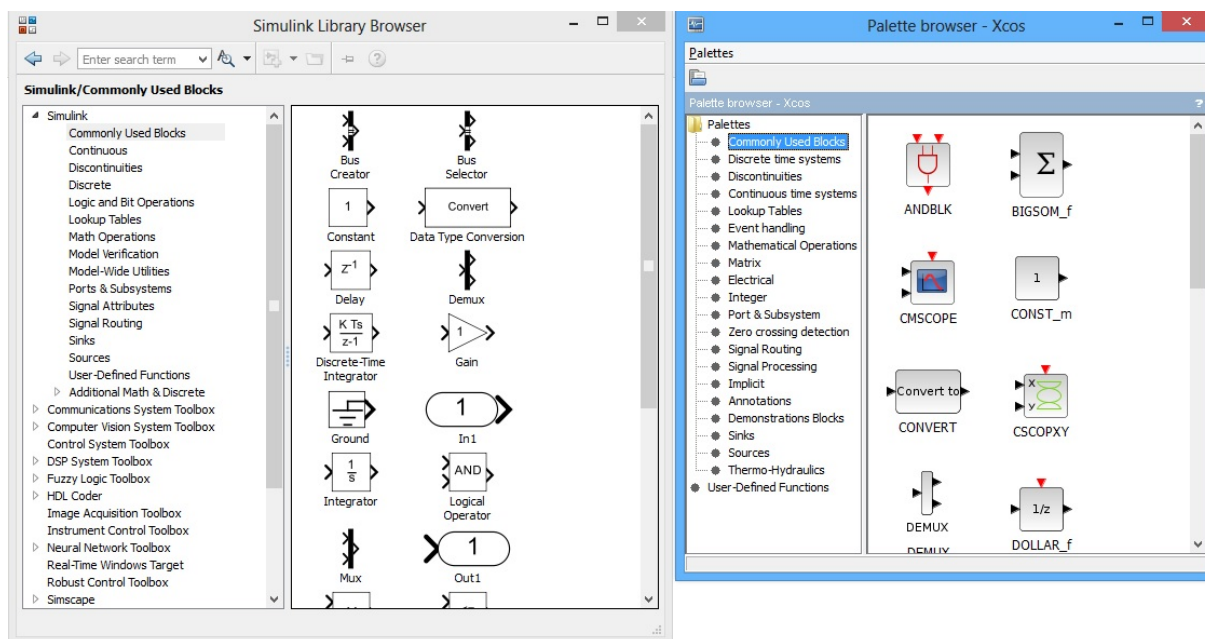 Simulink Library Browser
Enter search term
Simulink/Commonly Used Blocks
Simulink
Commonly Used Blocks
Continuous
Discontinuities
Discrete
Logic and Bit Operations
Lookup Tables
Math Operations
Model Verification
Model-Wide Utilities
Ports & Subsystems
Signal Attributes
Signal Routing
Sinks
Sources
User-Defined Functions
Additional Math & Discrete
Communications System Toolbox
Computer Vision System Toolbox
Control System Toolbox
DSP System Toolbox
Fuzzy Logic Toolbox
HDL Coder
Image Acquisition Toolbox
Instrument Control Toolbox
Neural Network Toolbox
Real-Time Windows Target
Robust Control Toolbox
Simscape
Bus
Creator
Bus
Selector
1
Constant
Convert
Data Type Conversion
z-1
Delay
Demux
K Ts
z-1
Discrete-Time
Integrator
1
Gain
Ground
1
In1
1
s
Integrator
AND
Logical
Operator
Mux
1
Out1
Palette browser - Xcos
Palettes
Palette browser - Xcos
?
Palettes
Commonly Used Blocks
Discrete time systems
Discontinuities
Continuous time systems
Lookup Tables
Event handling
Mathematical Operations
Matrix
Electrical
Integer
Port & Subsystem
Zero crossing detection
Signal Routing
Signal Processing
Implicit
Annotations
Demonstrations Blocks
Sinks
Sources
Thermo-Hydraulics
User-Defined Functions
ANDBLK
Σ
BIGSOM_f
CMSCOPE
1
CONST_m
Convert to
CONVERT
X
Y
CSCOPXY
DEMUX
DEMUX
1/z
DOLLAR_f